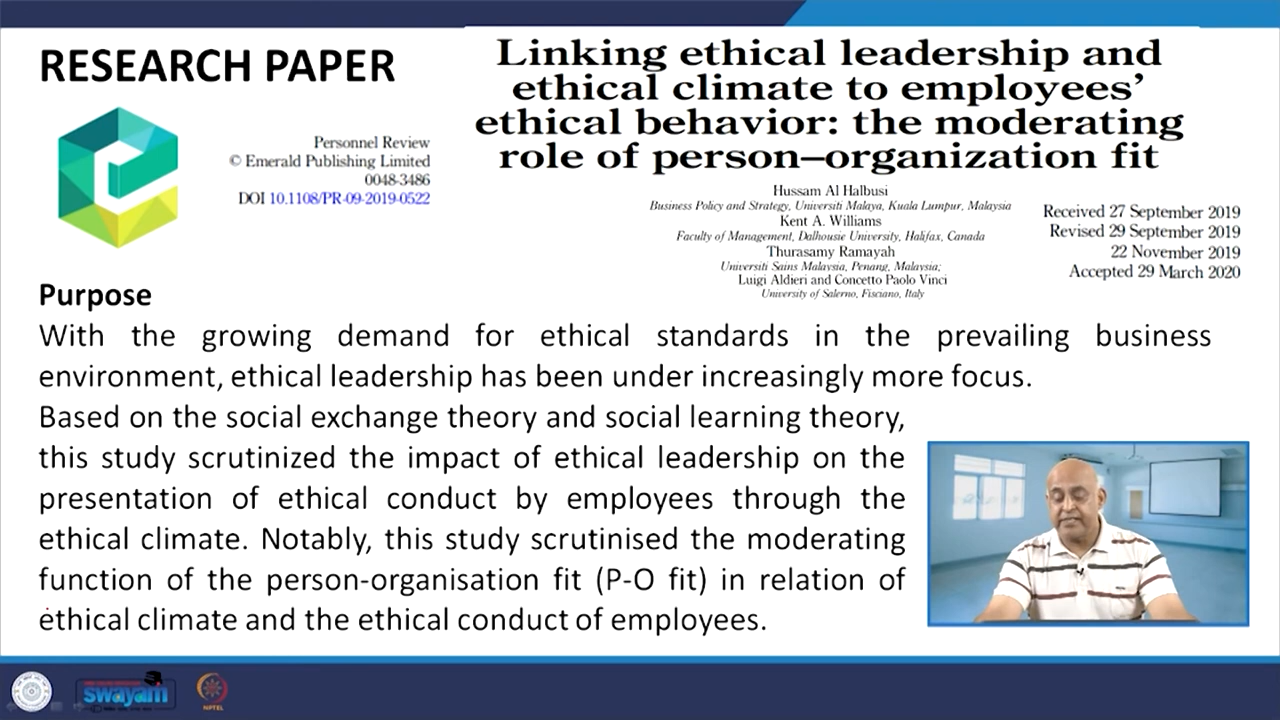 RESEARCH PAPER
Personnel Review
© Emerald Publishing Limited
0048-3486
DOI 10.1108/PR-09-2019-0522
Linking ethical leadership and
ethical climate to employees’
ethical behavior: the moderating
role of person–organization fit
Hussam Al Halbusi
Business Policy and Strategy, Universiti Malaya, Kuala Lumpur, Malaysia
Kent A. Williams
Faculty of Management, Dalhousie University, Halifax, Canada
Thurasamy Ramayah
Universiti Sains Malaysia, Penang, Malaysia;
Luigi Aldieri and Concetto Paolo Vinci
University of Salerno, Fisciano, Italy
Received 27 September 2019
Revised 29 September 2019
22 November 2019
Accepted 29 March 2020
Purpose
With the growing demand for ethical standards in the prevailing business
environment, ethical leadership has been under increasingly more focus.
Based on the social exchange theory and social learning theory,
this study scrutinized the impact of ethical leadership on the
presentation of ethical conduct by employees through the
ethical climate. Notably, this study scrutinised the moderating
function of the person-organisation fit (P-O fit) in relation of
ethical climate and the ethical conduct of employees.
swayam
NPTEL